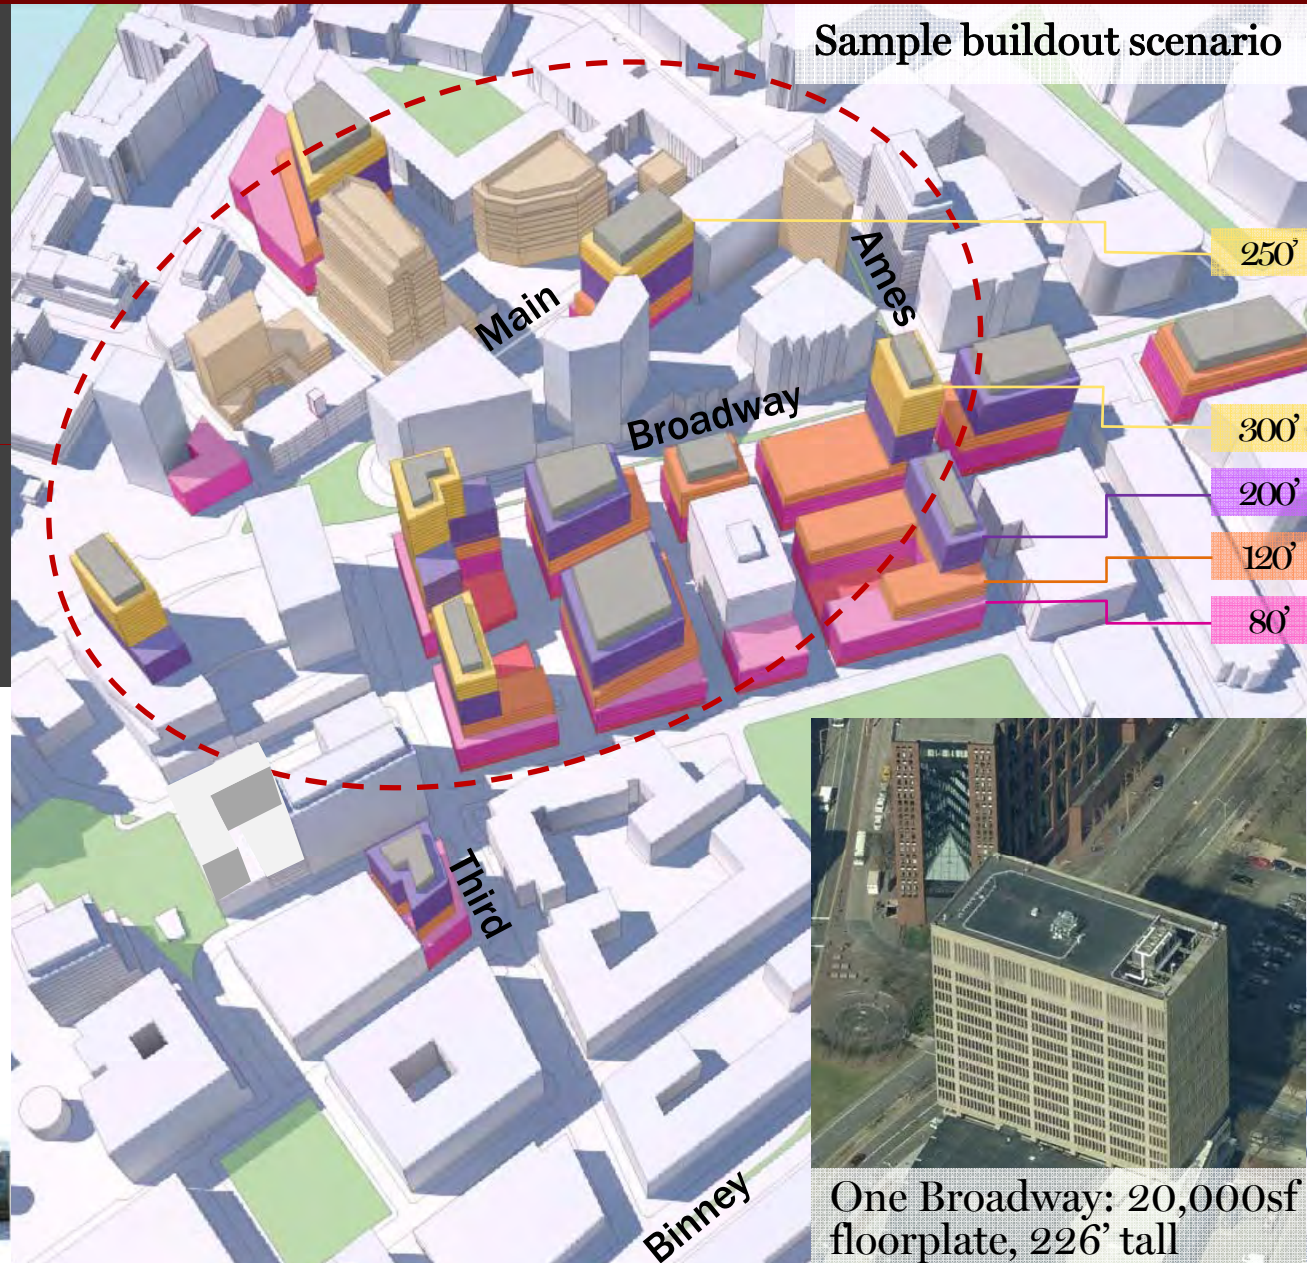 Sample buildout scenario
250’
Ames
Main
Broadway
300’
200’
120’
80’
Third
Binney
One Broadway: 20,000sf
floorplate, 226’ tall